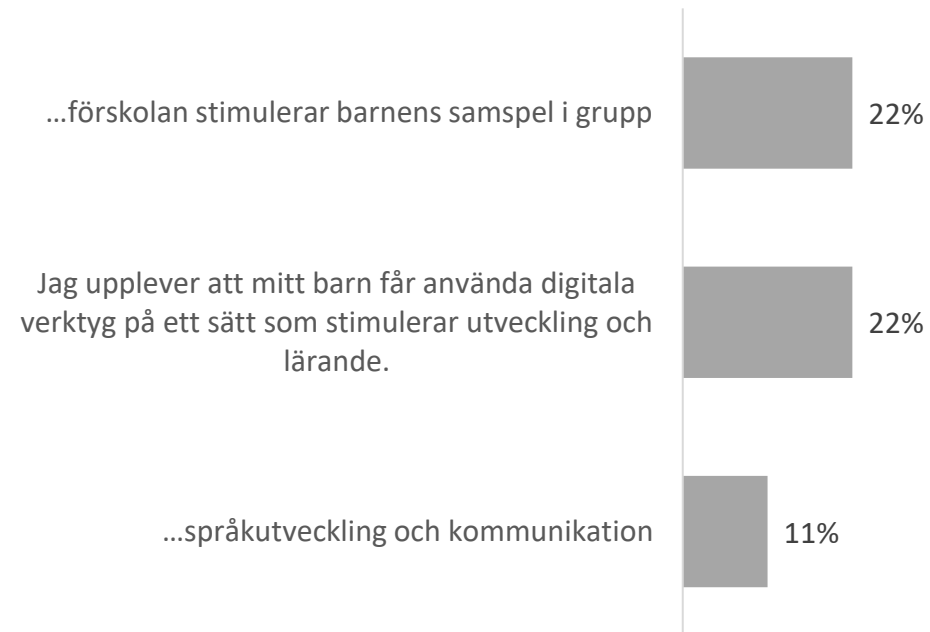 …förskolan stimulerar barnens samspel i grupp
22%
Jag upplever att mitt barn får använda digitala
verktyg på ett sätt som stimulerar utveckling och
lärande.
22%
…språkutveckling och kommunikation
11%